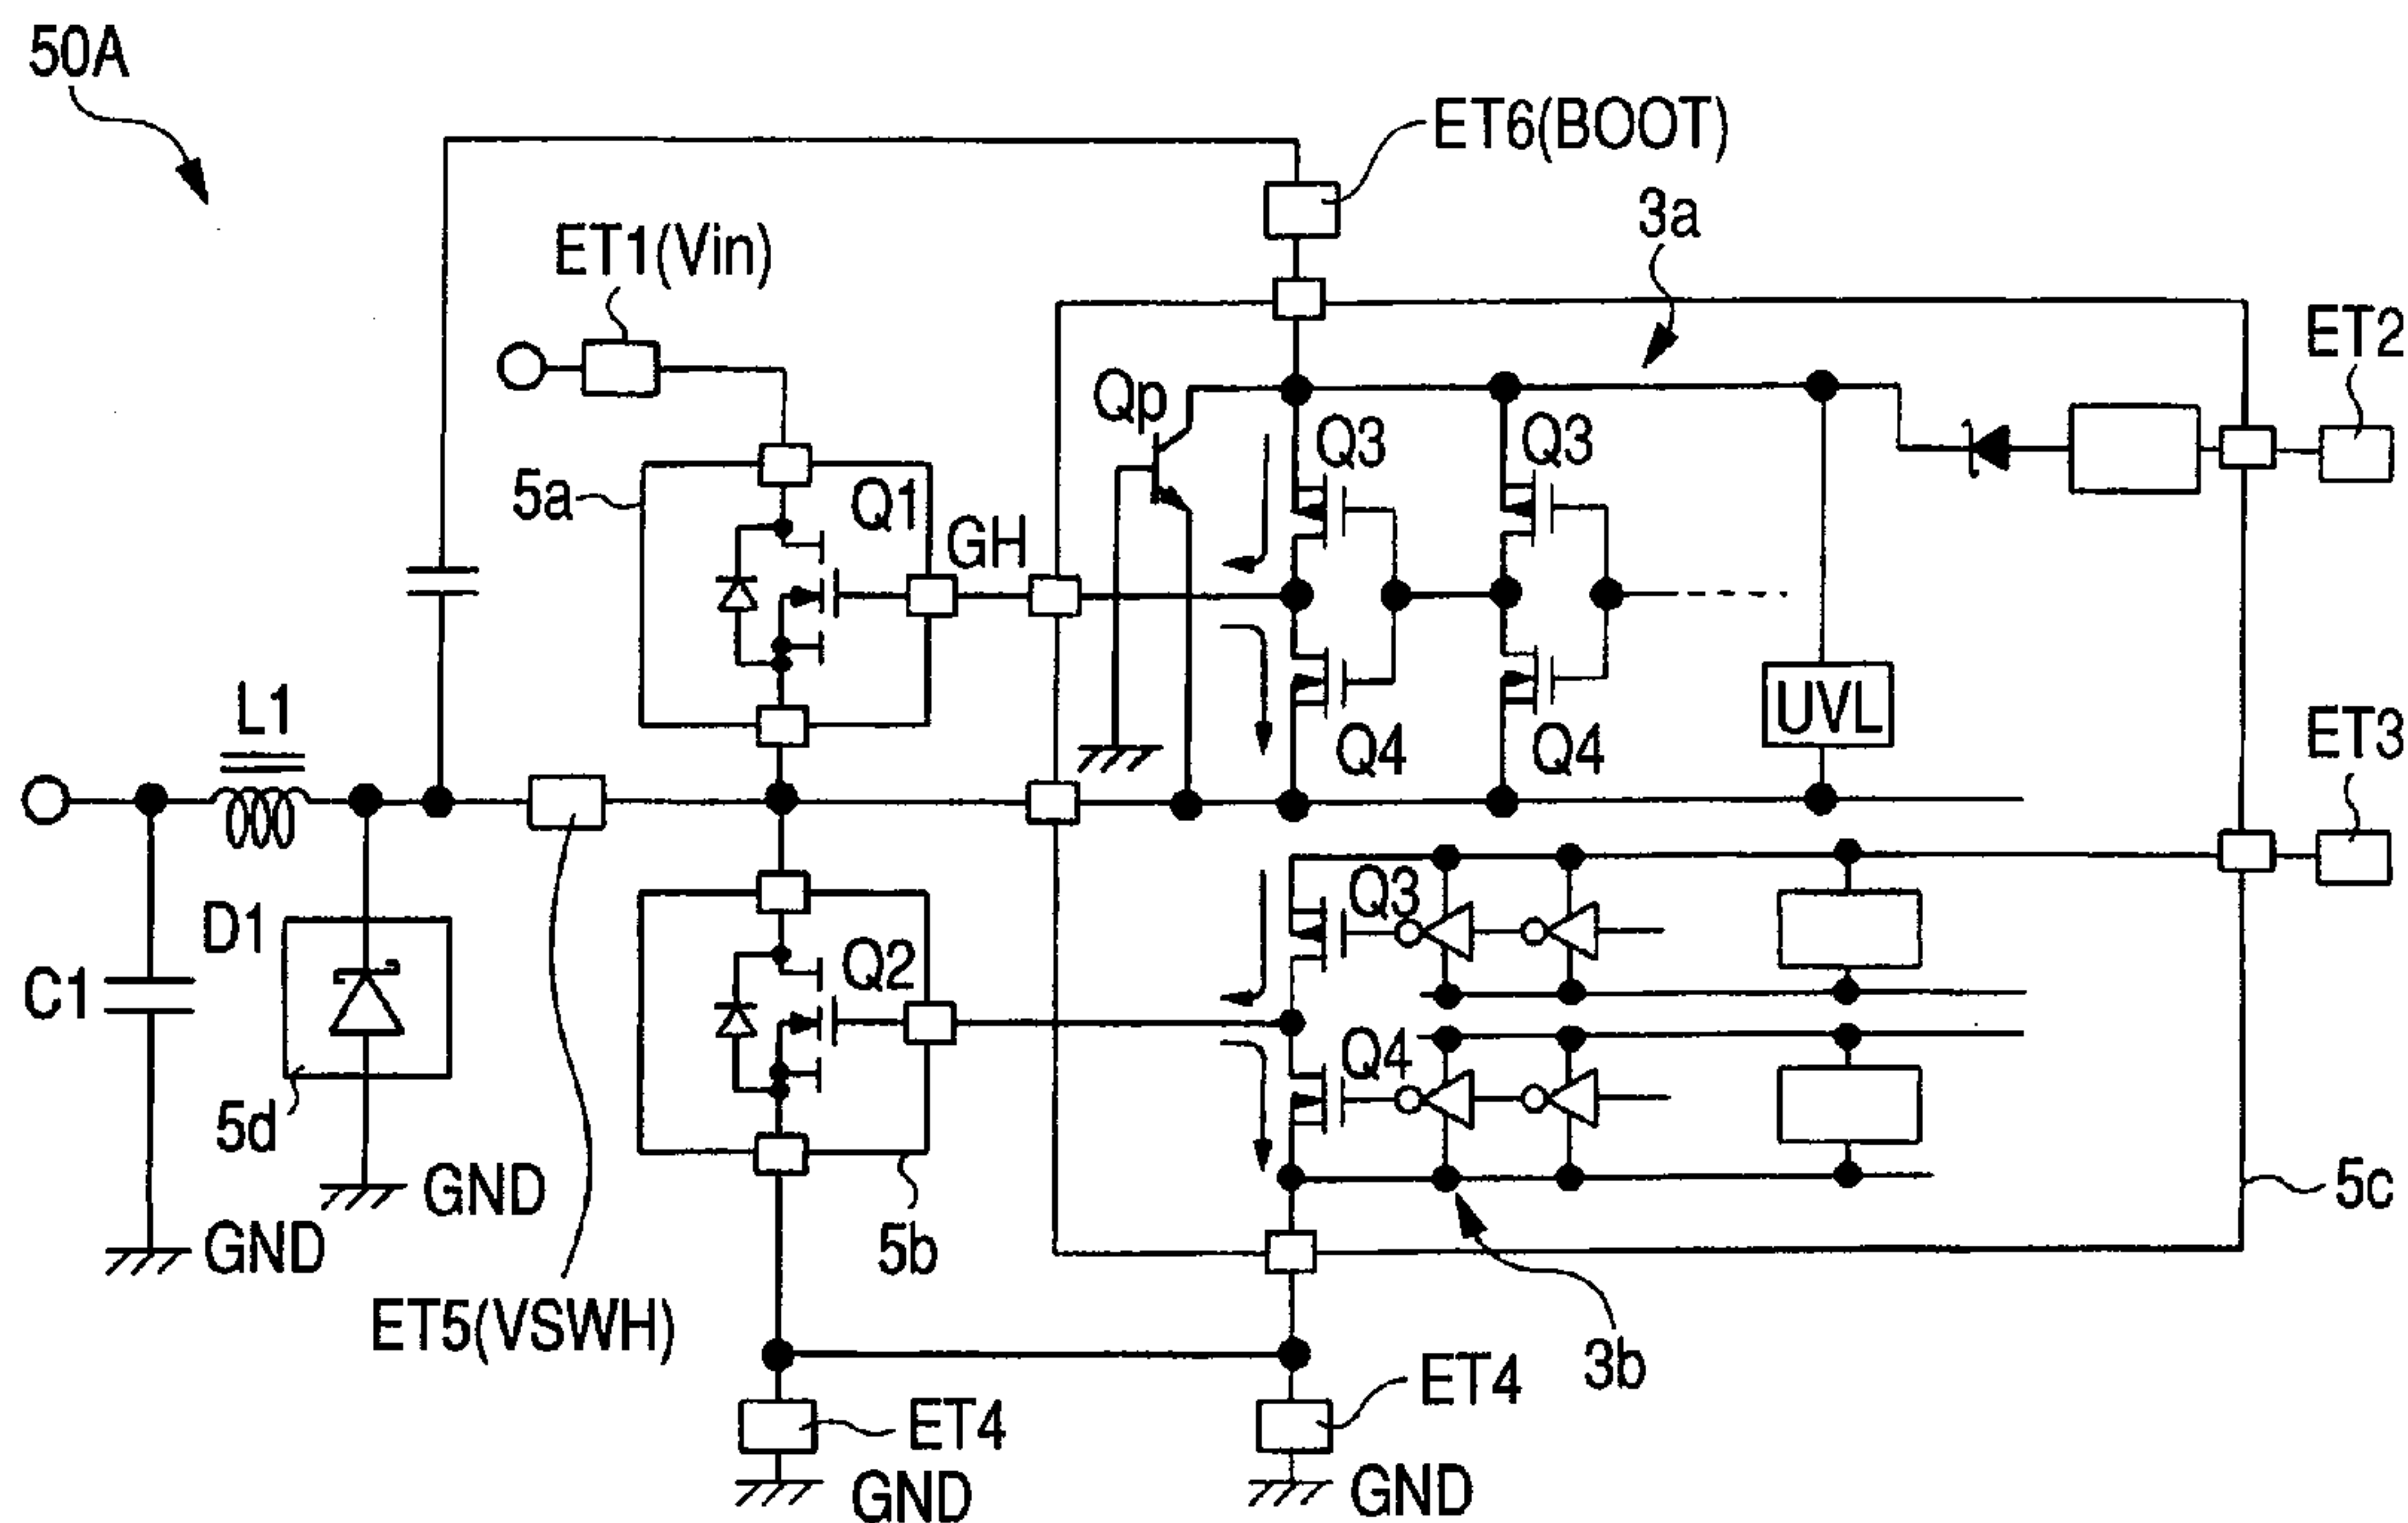 50A
ET6(BOOT)
3a
ET1(Vin)
ET2
Qp
Q3
Q3
5a
Q1
GH
UVL
L1
Q4
Q4
ET3
D1
Q3
C1
Q2
Q4
5d
GND
5c
GND
5b
ET5(VSWH)
3b
ET4
ET4
GND
GND